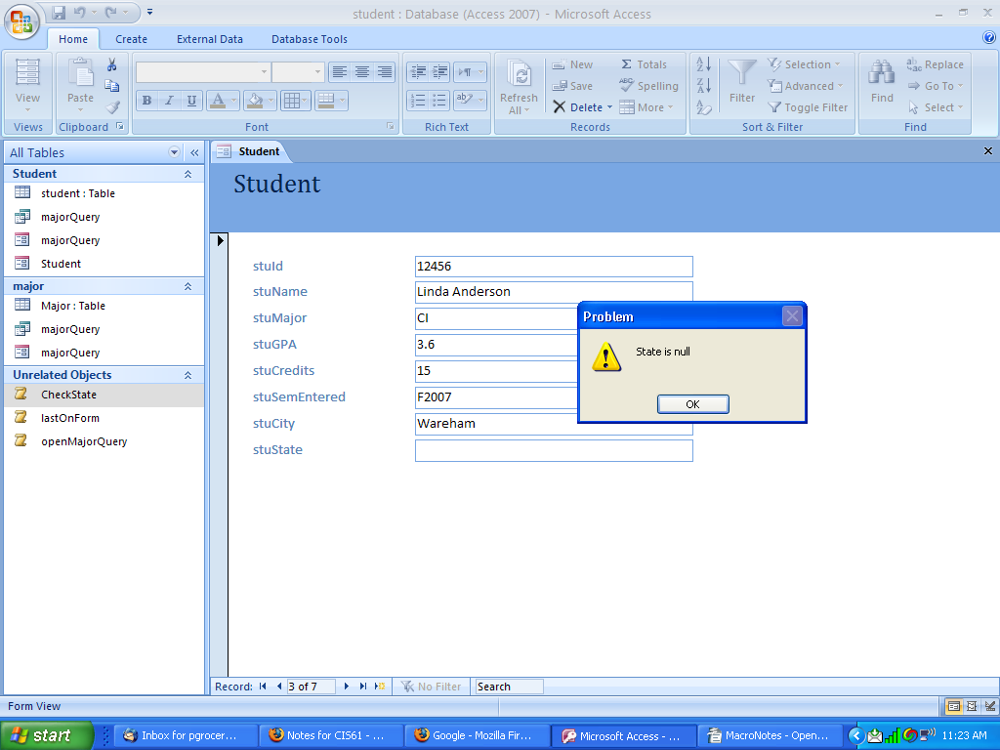 student : Database (Access 2007) - Microsoft Access
Home Create External Data Database Tools
View
Views
Paste
Clipboard
B I U A
Font
ab
Rich Text
Refresh All
New
Save
Delete
Σ Totals
ABC Spelling
More
Records
Filter
Selection
Advanced
Toggle Filter
Sort & Filter
Find
Replace
Go To
Select
Find
All Tables
Student
student : Table
majorQuery
majorQuery
Student
major
Major : Table
majorQuery
majorQuery
Unrelated Objects
CheckState
lastOnForm
openMajorQuery
Student
Student
stuId 12456
stuName Linda Anderson
stuMajor CI
stuGPA 3.6
stuCredits 15
stuSemEntered F2007
stuCity Wareham
stuState
Problem
State is null
OK
Record: 3 of 7 No Filter Search
Form View
start Inbox for pgrocer... Notes for CIS61 - ... Google - Mozilla Fir... Microsoft Access - ... MacroNotes - Open... 11:23 AM